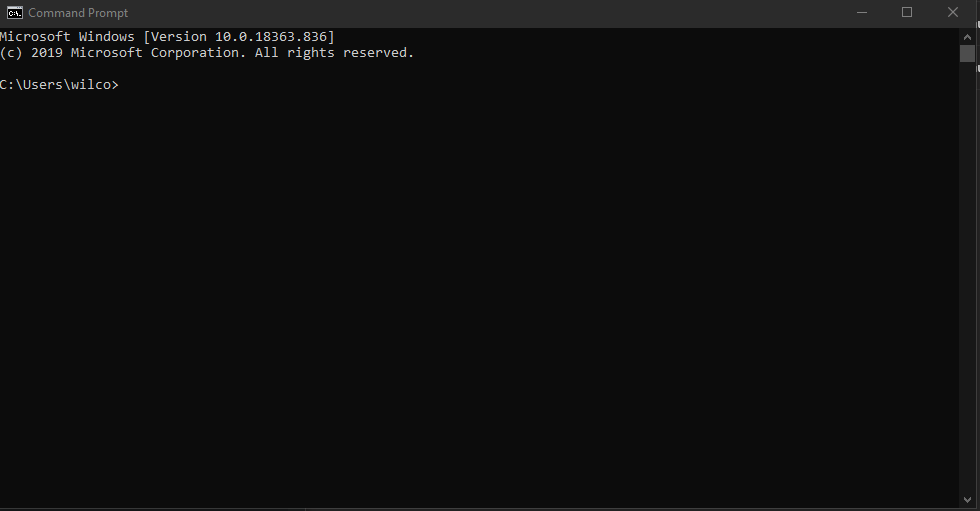 Command Prompt
Microsoft Windows [Version 10.0.18363.836]
(c) 2019 Microsoft Corporation. All rights reserved.
C:\Users\wilco>